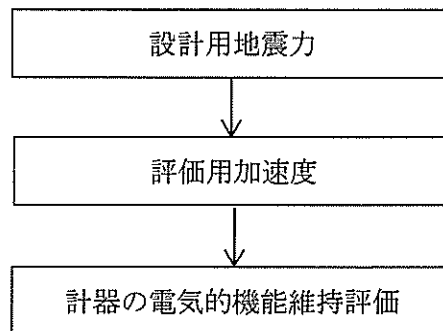 設計用地震力
評価用加速度
計器の電気的機能維持評価